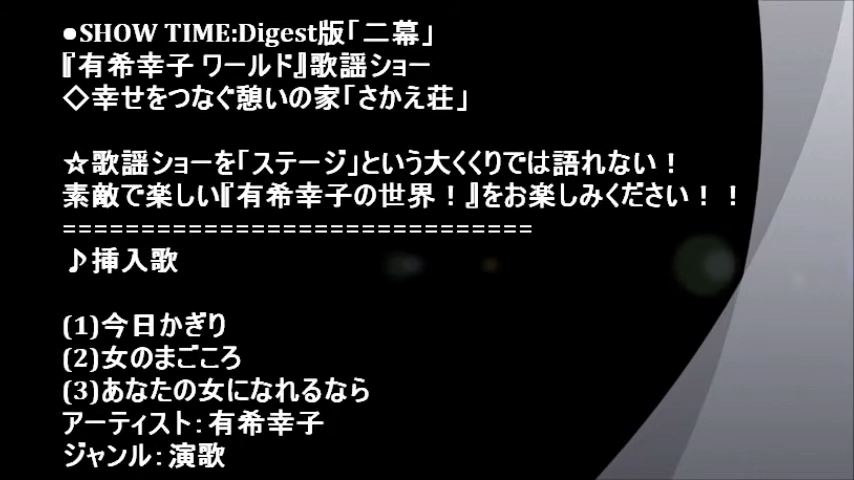 ●SHOW TIME:Digest版「二幕」
『有希幸子 ワールド』歌謡ショー
◇幸せをつなぐ憩いの家「さかえ荘」
☆歌謡ショーを「ステージ」という大くくりでは語れない！
素敵で楽しい『有希幸子の世界！』をお楽しみください！！
==============================
♪挿入歌
(1)今日かぎり
(2)女のまごころ
(3)あなたの女になれるなら
アーティスト：有希幸子
ジャンル：演歌